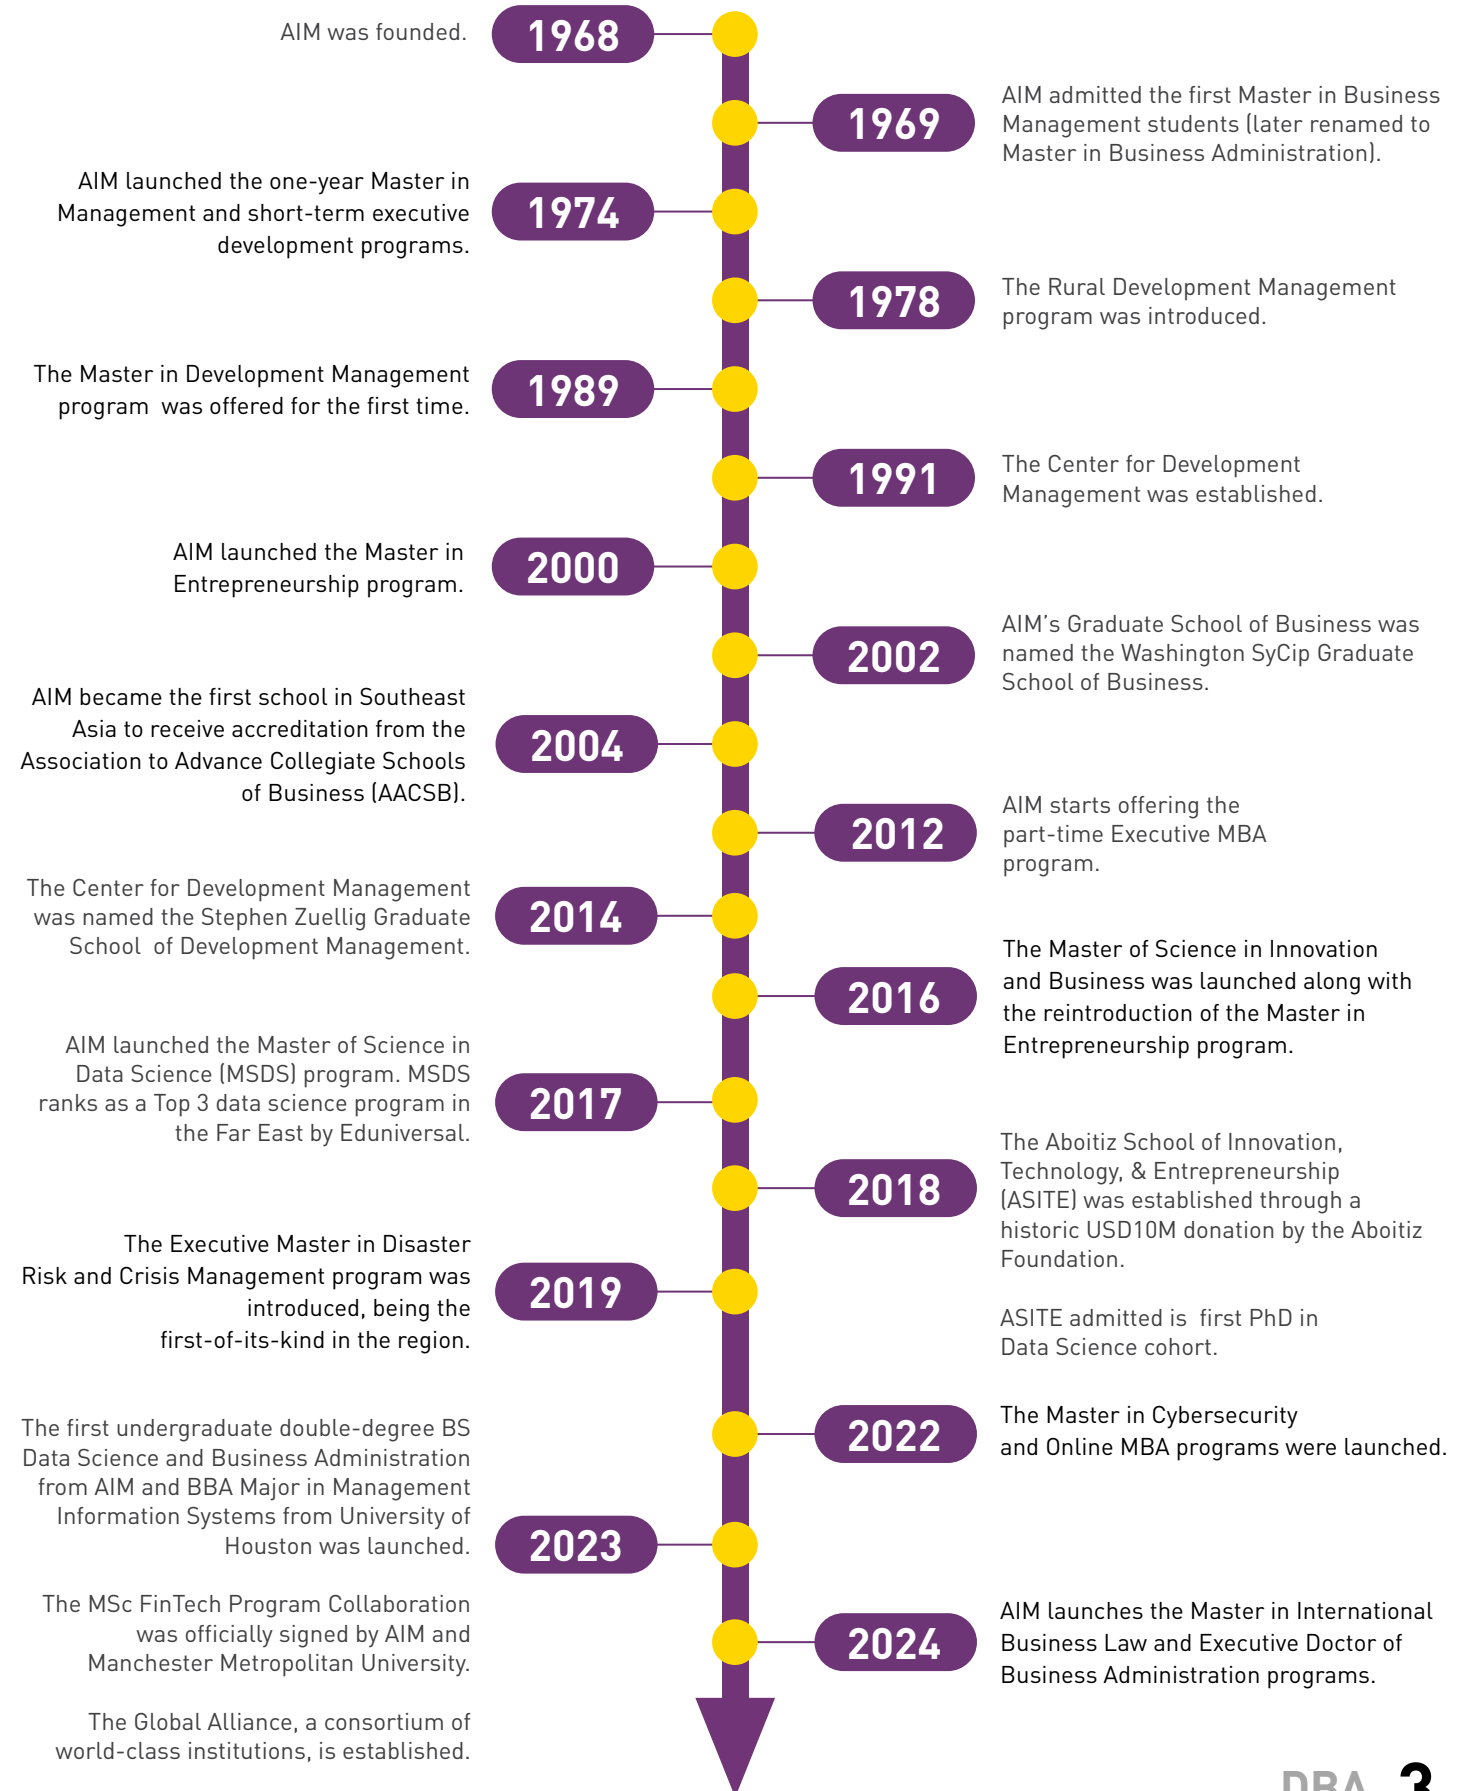 AIM was founded.
1968
1969
AIM admitted the first Master in Business
Management students (later renamed to
Master in Business Administration).
AIM launched the one-year Master in
Management and short-term executive
development programs.
1974
1978
The Rural Development Management
program was introduced.
The Master in Development Management
program was offered for the first time.
1989
1991
The Center for Development
Management was established.
AIM launched the Master in
Entrepreneurship program.
2000
2002
AIM’s Graduate School of Business was
named the Washington SyCip Graduate
School of Business.
AIM became the first school in Southeast
Asia to receive accreditation from the
Association to Advance Collegiate Schools
of Business (AACSB).
2004
2012
AIM starts offering the
part-time Executive MBA
program.
The Center for Development Management
was named the Stephen Zuellig Graduate
School of Development Management.
2014
2016
The Master of Science in Innovation
and Business was launched along with
the reintroduction of the Master in
Entrepreneurship program.
AIM launched the Master of Science in
Data Science (MSDS) program. MSDS
ranks as a Top 3 data science program in
the Far East by Eduniversal.
2017
2018
The Aboitiz School of Innovation,
Technology, & Entrepreneurship
(ASITE) was established through a
historic USD10M donation by the Aboitiz
Foundation.
ASITE admitted is first PhD in
Data Science cohort.
The Executive Master in Disaster
Risk and Crisis Management program was
introduced, being the
first-of-its-kind in the region.
2019
2022
The Master in Cybersecurity
and Online MBA programs were launched.
The first undergraduate double-degree BS
Data Science and Business Administration
from AIM and BBA Major in Management
Information Systems from University of
Houston was launched.
2023
The MSc FinTech Program Collaboration
was officially signed by AIM and
Manchester Metropolitan University.
The Global Alliance, a consortium of
world-class institutions, is established.
2024
AIM launches the Master in International
Business Law and Executive Doctor of
Business Administration programs.
DBA 3